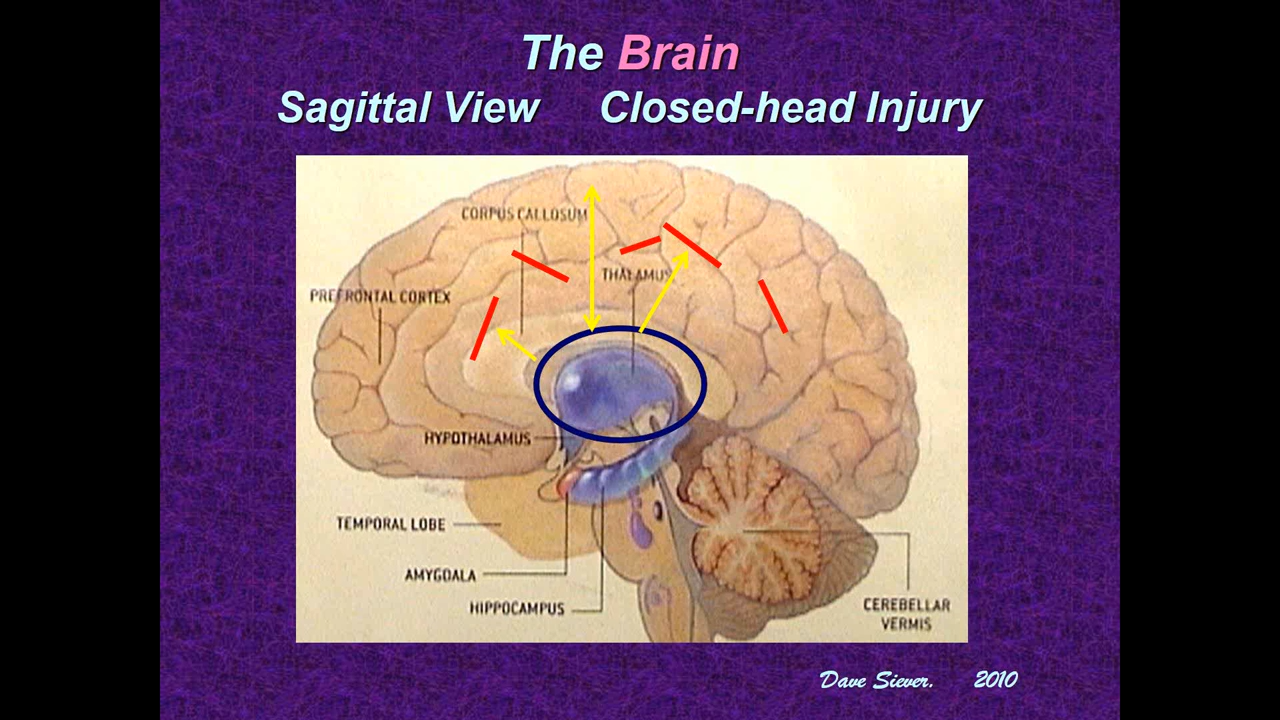 The Brain
Sagittal View Closed-head Injury
CORPUS CALLOSUM
THALAMUS
PREFRONTAL CORTEX
HYPOTHALAMUS
TEMPORAL LOBE
AMYGDALA
HIPPOCAMPUS
CEREBELLAR
VERMIS
Dave Siever. 2010